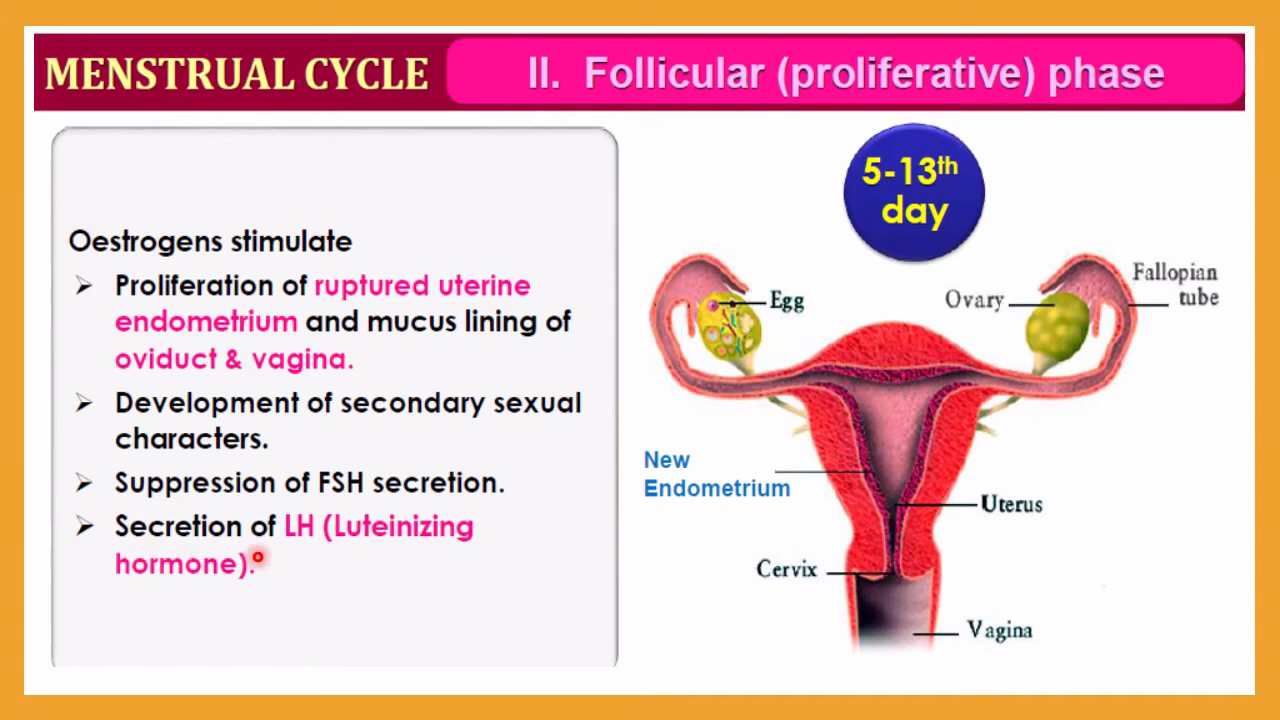 MENSTRUAL CYCLE
II. Follicular (proliferative) phase
5-13th
day
Oestrogens stimulate
➢ Proliferation of ruptured uterine
endometrium and mucus lining of
oviduct & vagina.
➢ Development of secondary sexual
characters.
➢ Suppression of FSH secretion.
➢ Secretion of LH (Luteinizing
hormone).
Egg
Ovary
Fallopian
tube
New
Endometrium
Uterus
Cervix
Vagina